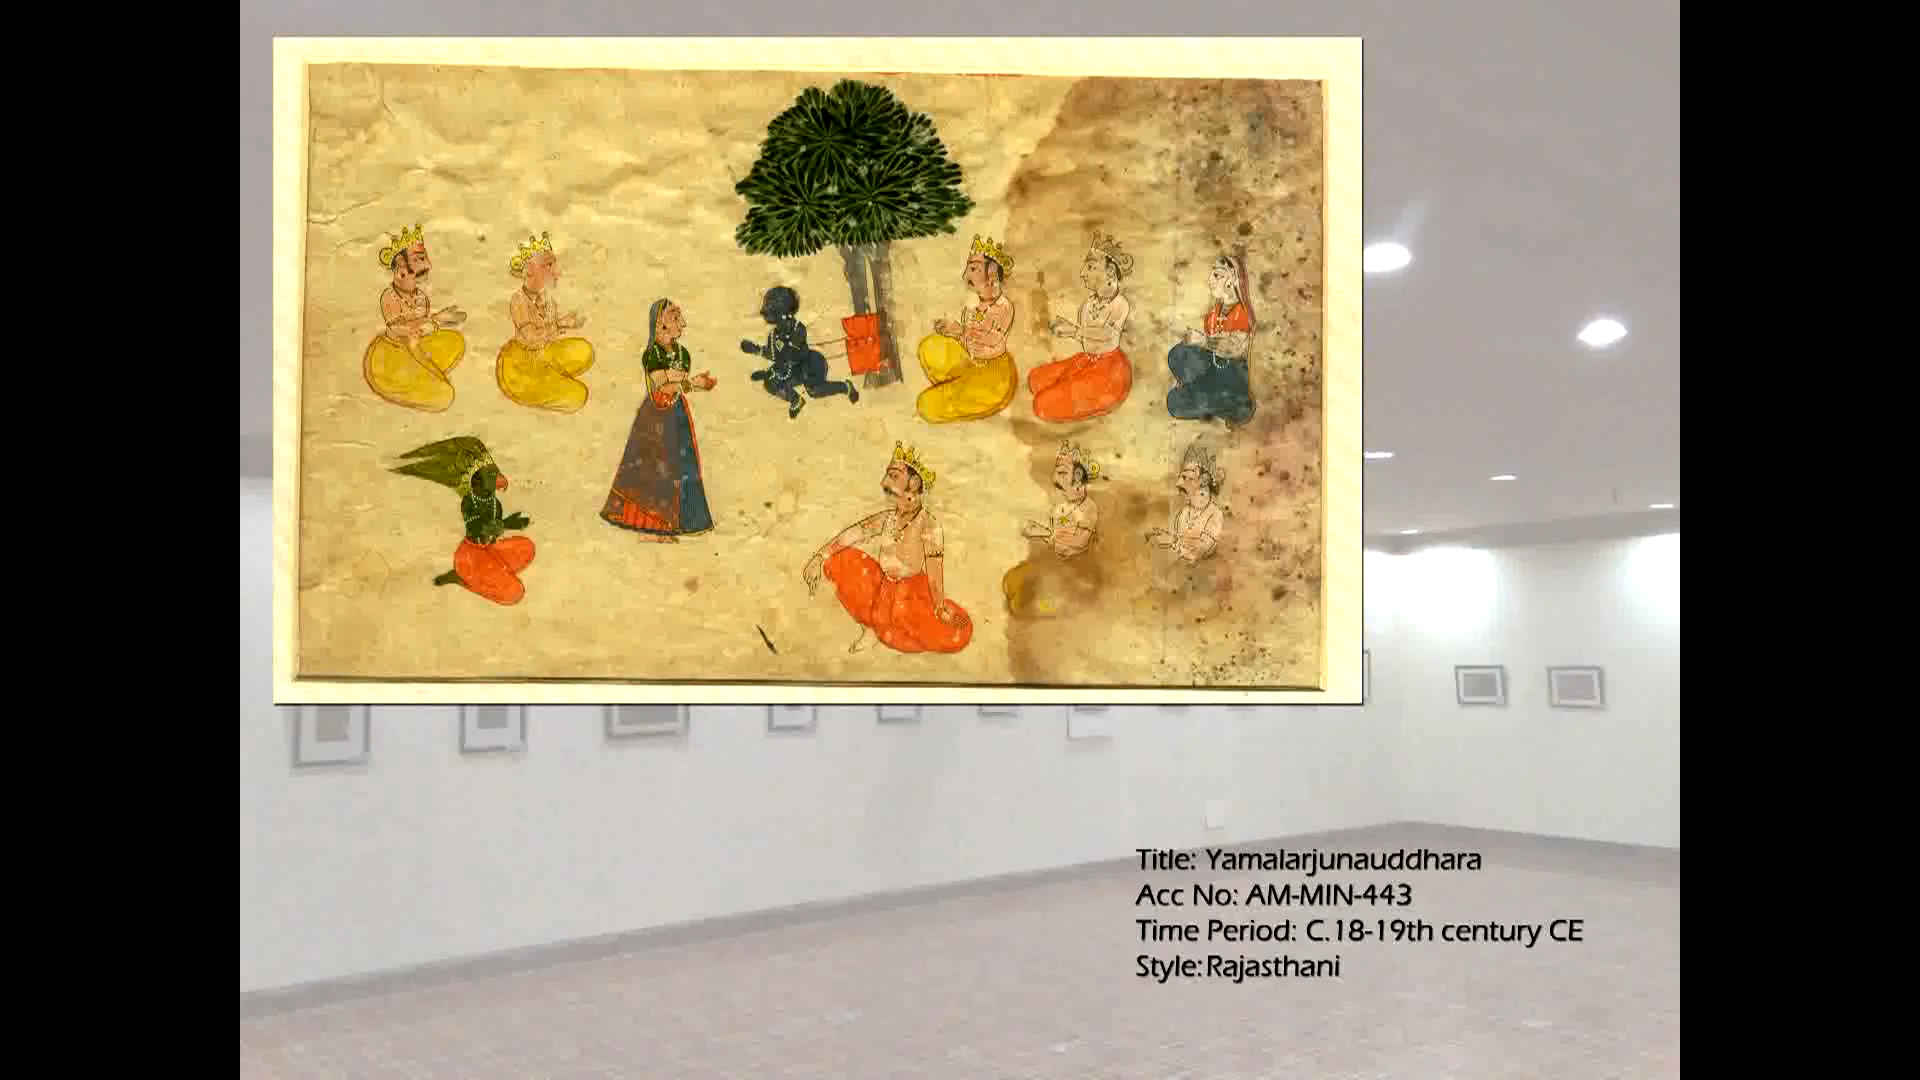 Title: Yamalarjunauddhara
Acc No: AM-MIN-443
Time Period: C.18-19th century CE
Style: Rajasthani